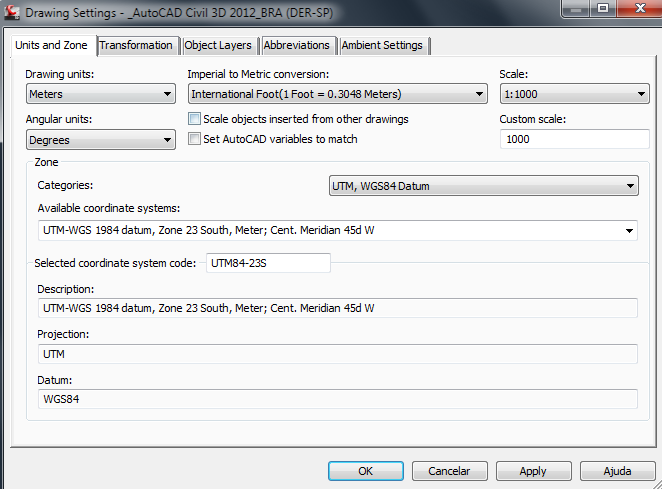 Drawing Settings - _AutoCAD Civil 3D 2012_BRA (DER-SP)
Units and Zone Transformation Object Layers Abbreviations Ambient Settings
Drawing units: Imperial to Metric conversion: Scale:
Meters International Foot(1 Foot = 0.3048 Meters) 1:1000
Angular units: Scale objects inserted from other drawings Custom scale:
Degrees Set AutoCAD variables to match 1000
Zone
Categories: UTM, WGS84 Datum
Available coordinate systems:
UTM-WGS 1984 datum, Zone 23 South, Meter; Cent. Meridian 45d W
Selected coordinate system code: UTM84-23S
Description:
UTM-WGS 1984 datum, Zone 23 South, Meter; Cent. Meridian 45d W
Projection:
UTM
Datum:
WGS84
OK Cancelar Apply Ajuda